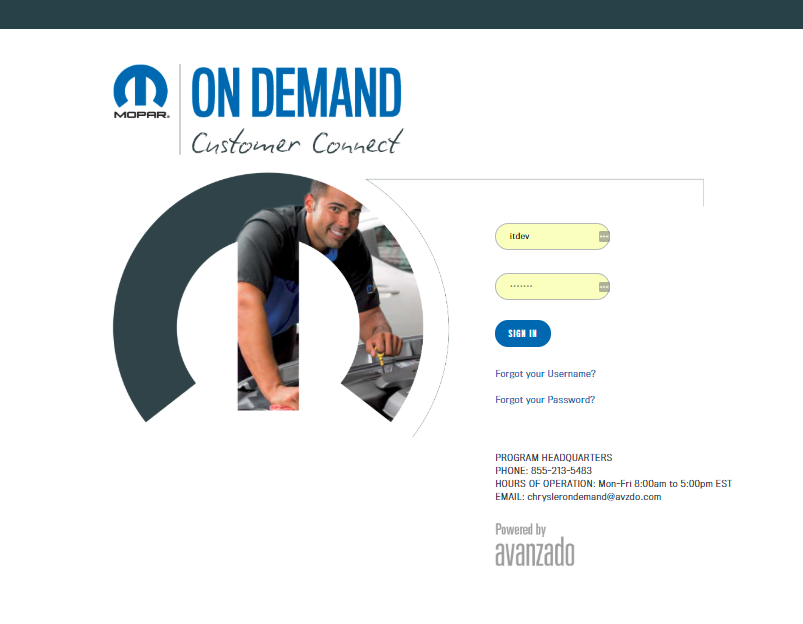 MOPAR®
ON DEMAND
Customer Connect
itdev
SIGN IN
Forgot your Username?
Forgot your Password?
PROGRAM HEADQUARTERS
PHONE: 855-213-5483
HOURS OF OPERATION: Mon-Fri 8:00am to 5:00pm EST
EMAIL: chryslerondemand@avzdo.com
Powered by
avanzado